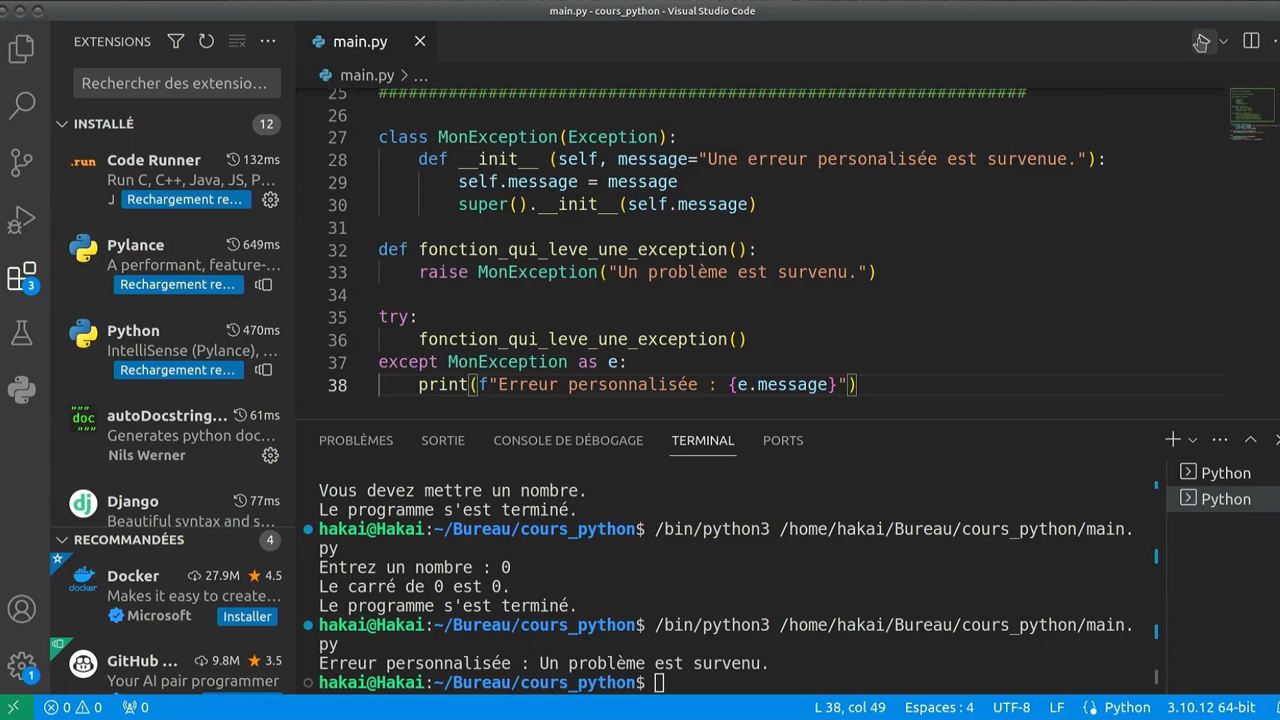 main.py - cours_python - Visual Studio Code
EXTENSIONS
Rechercher des extensio...
INSTALLÉ 12
Code Runner 132ms
Run C, C++, Java, JS, P...
J Rechargement re...
Pylance 649ms
A performant, feature-...
Rechargement re...
Python 470ms
IntelliSense (Pylance), ...
Rechargement re...
autoDocstring... 61ms
Generates python doc...
Nils Werner
Django 77ms
Beautiful syntax and s...
RECOMMANDÉES 4
Docker 27.9M 4.5
Makes it easy to create...
Microsoft Installer
GitHub ... 9.8M 3.5
Your AI pair programmer
3
1
.run
doc
dj
docker
main.py
main.py > ...
25 #################################################################
26
27 class MonException(Exception):
28 def __init__ (self, message="Une erreur personalisée est survenue."):
29 self.message = message
30 super().__init__(self.message)
31
32 def fonction_qui_leve_une_exception():
33 raise MonException("Un problème est survenu.")
34
35 try:
36 fonction_qui_leve_une_exception()
37 except MonException as e:
38 print(f"Erreur personnalisée : {e.message}")
PROBLÈMES SORTIE CONSOLE DE DÉBOGAGE TERMINAL PORTS
Python
Python
Vous devez mettre un nombre.
Le programme s'est terminé.
hakai@Hakai:~/Bureau/cours_python$ /bin/python3 /home/hakai/Bureau/cours_python/main.
py
Entrez un nombre : 0
Le carré de 0 est 0.
Le programme s'est terminé.
hakai@Hakai:~/Bureau/cours_python$ /bin/python3 /home/hakai/Bureau/cours_python/main.
py
Erreur personnalisée : Un problème est survenu.
hakai@Hakai:~/Bureau/cours_python$
0 0 0 L 38, col 49 Espaces : 4 UTF-8 LF Python 3.10.12 64-bit